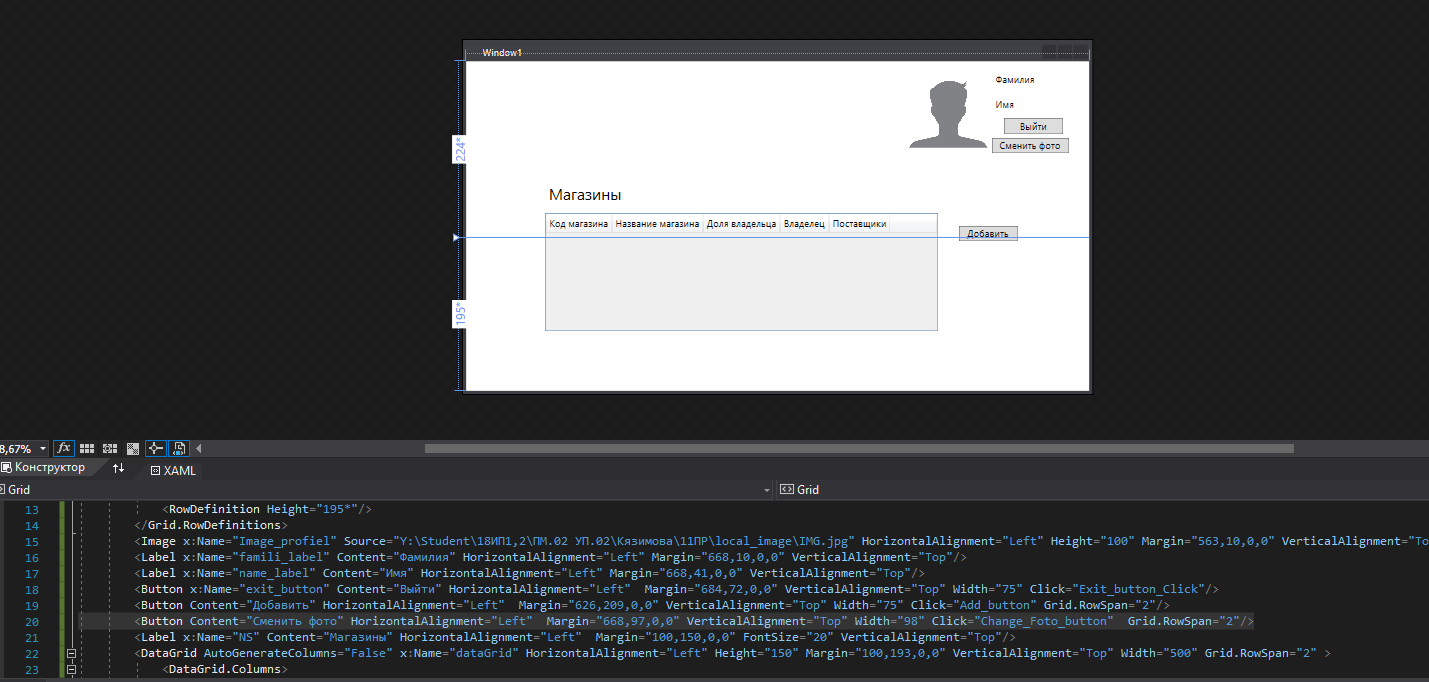 Window1
Фамилия
Имя
Выйти
Сменить фото
224*
Магазины
Код магазина Название магазина Доля владельца Владелец Поставщики
Добавить
195*
8,67% fx
Конструктор XAML
Grid Grid
13 <RowDefinition Height="195*"/>
14 </Grid.RowDefinitions>
15 <Image x:Name="Image_profiel" Source="Y:\Student\18ИП1,2\ПМ.02 УП.02\Кязимова\11ПР\local_image\IMG.jpg" HorizontalAlignment="Left" Height="100" Margin="563,10,0,0" VerticalAlignment="To
16 <Label x:Name="famili_label" Content="Фамилия" HorizontalAlignment="Left" Margin="668,10,0,0" VerticalAlignment="Top"/>
17 <Label x:Name="name_label" Content="Имя" HorizontalAlignment="Left" Margin="668,41,0,0" VerticalAlignment="Top"/>
18 <Button x:Name="exit_button" Content="Выйти" HorizontalAlignment="Left" Margin="684,72,0,0" VerticalAlignment="Top" Width="75" Click="Exit_button_Click"/>
19 <Button Content="Добавить" HorizontalAlignment="Left" Margin="626,209,0,0" VerticalAlignment="Top" Width="75" Click="Add_button" Grid.RowSpan="2"/>
20 <Button Content="Сменить фото" HorizontalAlignment="Left" Margin="668,97,0,0" VerticalAlignment="Top" Width="98" Click="Change_Foto_button" Grid.RowSpan="2"/>
21 <Label x:Name="NS" Content="Магазины" HorizontalAlignment="Left" Margin="100,150,0,0" FontSize="20" VerticalAlignment="Top"/>
22 <DataGrid AutoGenerateColumns="False" x:Name="dataGrid" HorizontalAlignment="Left" Height="150" Margin="100,193,0,0" VerticalAlignment="Top" Width="500" Grid.RowSpan="2" >
23 <DataGrid.Columns>